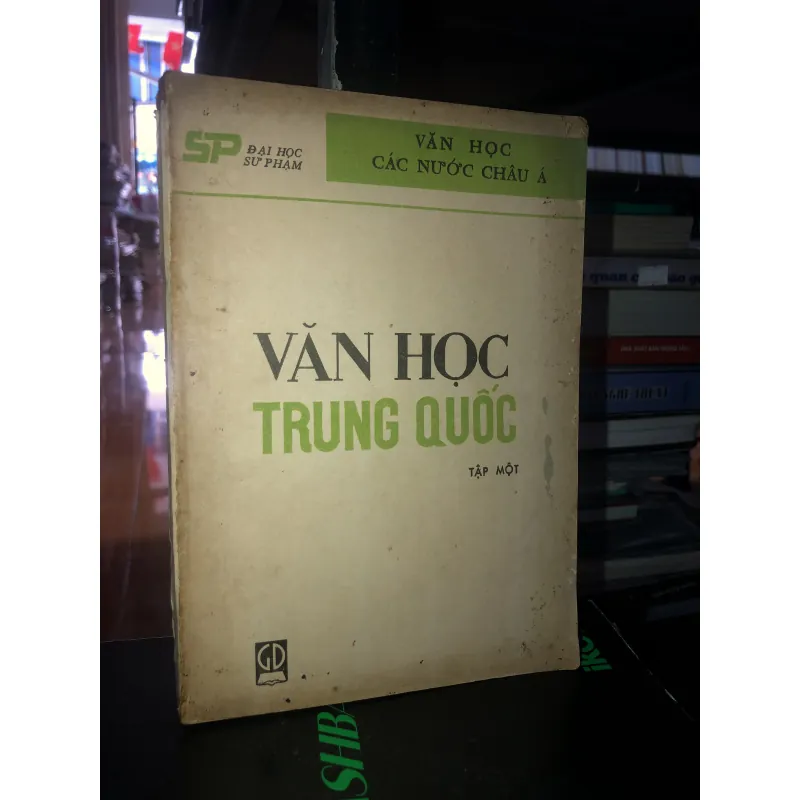 SP
ĐẠI HỌC
SƯ PHẠM
VĂN HỌC
CÁC NƯỚC CHÂU Á
VĂN HỌC
TRUNG QUỐC
TẬP MỘT
GD